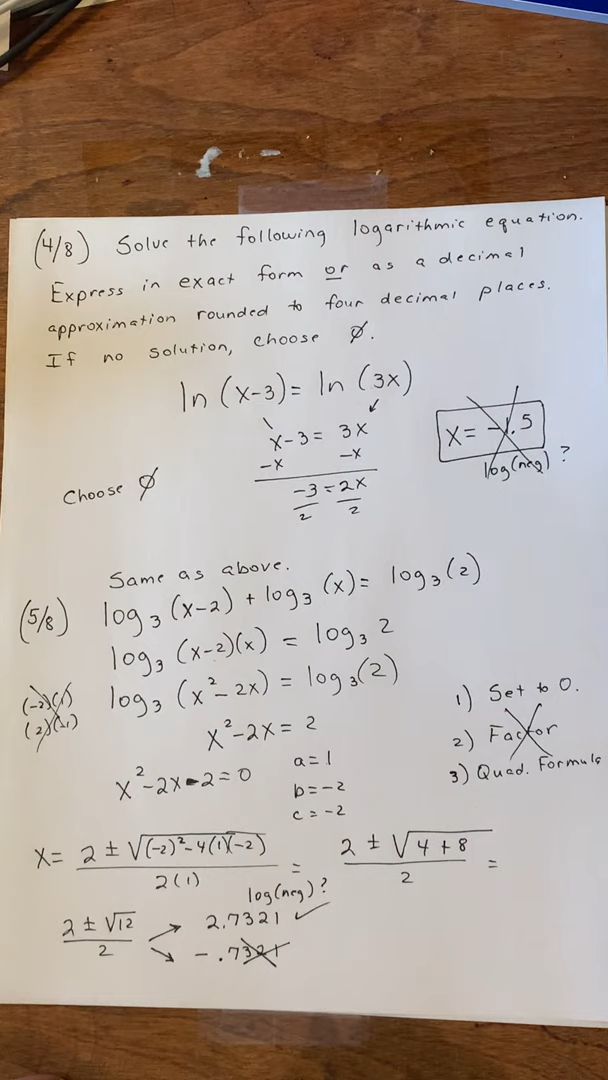 (4/8) Solve the following logarithmic equation.
Express in exact form or as a decimal
approximation rounded to four decimal places.
If no solution, choose ∅.
ln (x-3) = ln (3x)
x-3 = 3x
-x -x
-3 = 2x
2 2
x = -1.5
log(neg)?
Choose ∅
Same as above.
(5/8) log₃ (x-2) + log₃ (x) = log₃ (2)
log₃ (x-2)(x) = log₃ 2
log₃ (x² - 2x) = log₃ (2)
(-2)(1)
(2)(-1)
x² - 2x = 2
x² - 2x - 2 = 0
a = 1
b = -2
c = -2
1) Set to 0.
2) Factor
3) Quad. Formula
x = 2 ± √(-2)² - 4(1)(-2) = 2 ± √4 + 8 =
2(1) 2
log(neg)?
2 ± √12 2.7321 ✓
2 - .7321